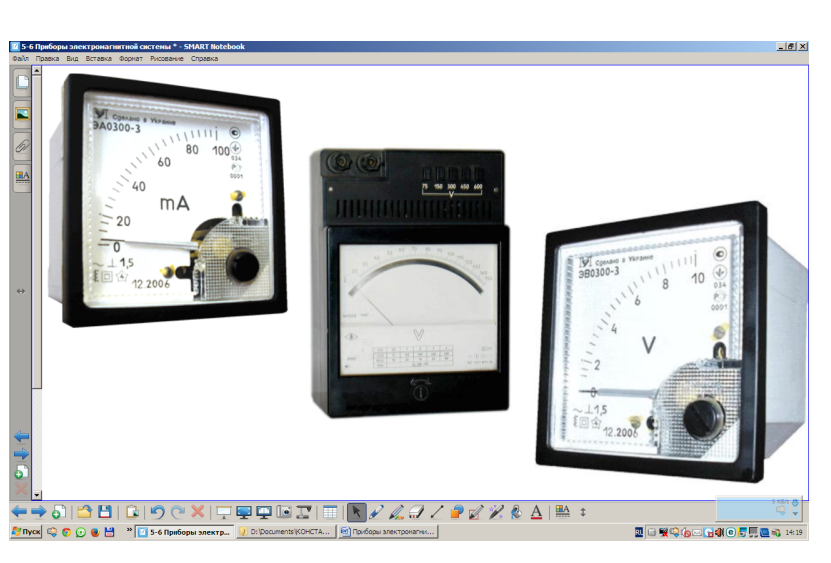 5-6 Приборы электромагнитной системы * - SMART Notebook
Файл Правка Вид Вставка Формат Рисование Справка
Сделано в Украине
ЭА0300-3
0 20 40 60 80 100
mA
034
0001
1,5
12.2006
75 150 300 450 600
V
V
Сделано в Украине
ЭВ0300-3
0 2 4 6 8 10
V
034
0001
1,5
12.2006
Пуск
5-6 Приборы электр...
D:\Documents\КОНСТА...
Приборы электромагни...
RL
14:19